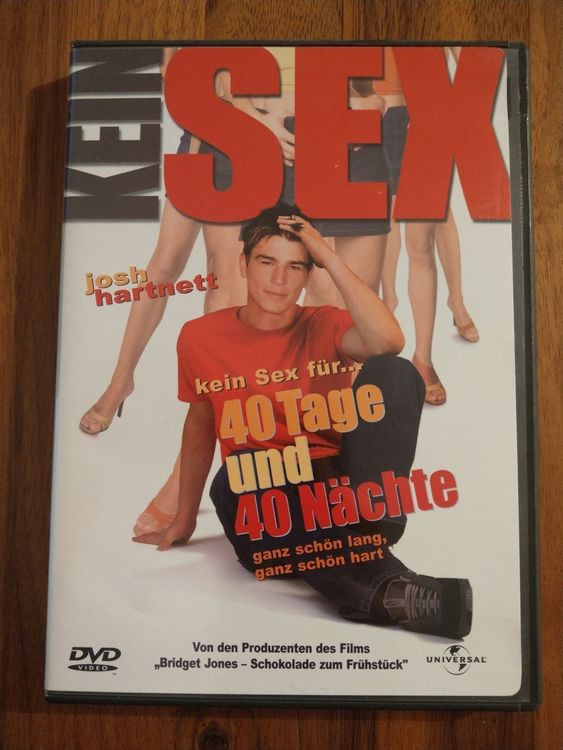 KEIN
SEX
josh
hartnett
kein Sex für...
40 Tage
und
40 Nächte
ganz schön lang,
ganz schön hart
DVD
VIDEO
Von den Produzenten des Films
„Bridget Jones – Schokolade zum Frühstück"
UNIVERSAL